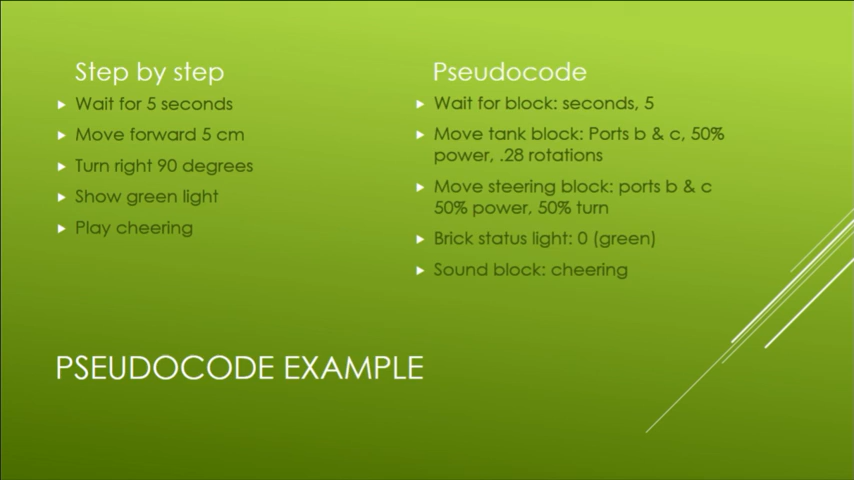 Step by step
Wait for 5 seconds
Move forward 5 cm
Turn right 90 degrees
Show green light
Play cheering
Pseudocode
Wait for block: seconds, 5
Move tank block: Ports b & c, 50%
power, .28 rotations
Move steering block: ports b & c
50% power, 50% turn
Brick status light: 0 (green)
Sound block: cheering
PSEUDOCODE EXAMPLE